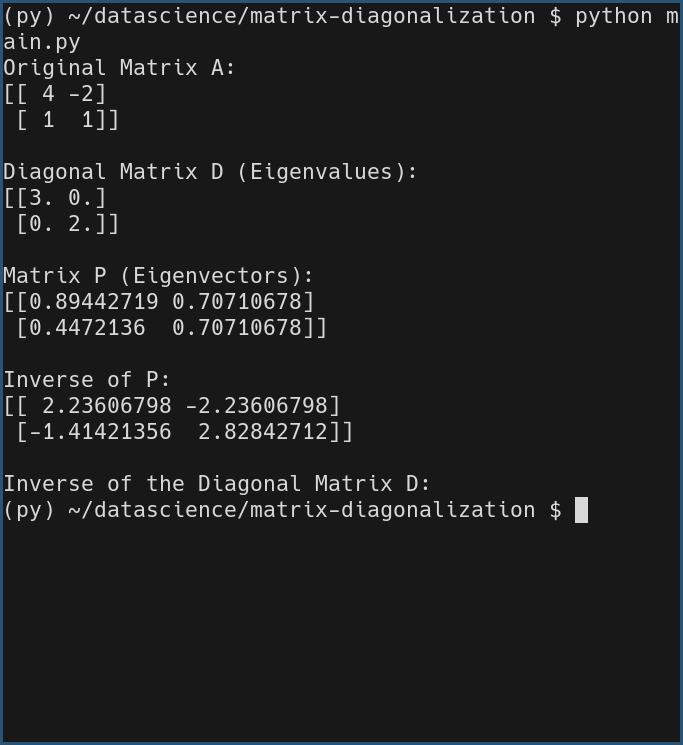 (py) ~/datascience/matrix-diagonalization $ python m
ain.py
Original Matrix A:
[[ 4 -2]
 [ 1  1]]

Diagonal Matrix D (Eigenvalues):
[[3. 0.]
 [0. 2.]]

Matrix P (Eigenvectors):
[[0.89442719 0.70710678]
 [0.4472136  0.70710678]]

Inverse of P:
[[ 2.23606798 -2.23606798]
 [-1.41421356  2.82842712]]

Inverse of the Diagonal Matrix D:
(py) ~/datascience/matrix-diagonalization $